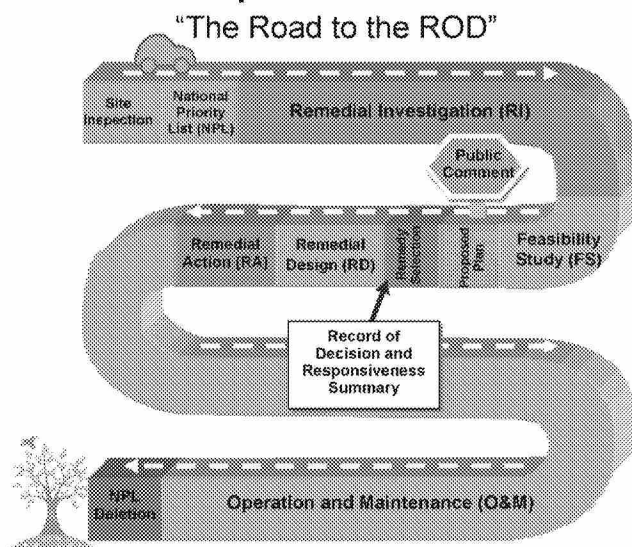 “The Road to the ROD”
Site
Inspection
National
Priority
List (NPL)
Remedial Investigation (RI)
Public
Comment
Remedial
Action (RA)
Remedial
Design (RD)
Remedy
Selection
Proposed
Plan
Feasibility
Study (FS)
Record of
Decision and
Responsiveness
Summary
NPL
Deletion
Operation and Maintenance (O&M)